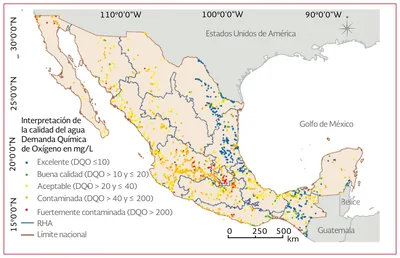 110°0'0"W 100°0'0"W 90°0'0"W
30°0'0"N
Estados Unidos de América
25°0'0"N
Interpretación de
la calidad del agua
Demanda Química
de Oxígeno en mg/L
Golfo de México
20°0'0"N
Excelente (DQO ≤10)
Buena calidad (DQO > 10 y ≤ 20)
Aceptable (DQO > 20 y ≤ 40)
Contaminada (DQO > 40 y ≤ 200)
Fuertemente contaminada (DQO > 200)
RHA
Límite nacional
15°0'0"N
Belice
Guatemala
0 250 500
km